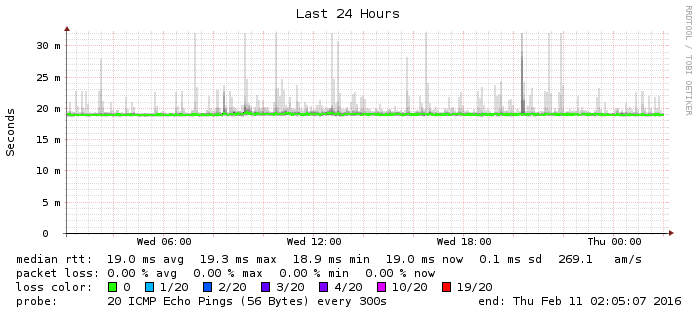 Last 24 Hours
RRDTOOL / TOBI OETIKER
Seconds
30 m
25 m
20 m
15 m
10 m
5 m
0
Wed 06:00 Wed 12:00 Wed 18:00 Thu 00:00
median rtt: 19.0 ms avg 19.3 ms max 18.9 ms min 19.0 ms now 0.1 ms sd 269.1 am/s
packet loss: 0.00 % avg 0.00 % max 0.00 % min 0.00 % now
loss color: 0 1/20 2/20 3/20 4/20 10/20 19/20
probe: 20 ICMP Echo Pings (56 Bytes) every 300s end: Thu Feb 11 02:05:07 2016